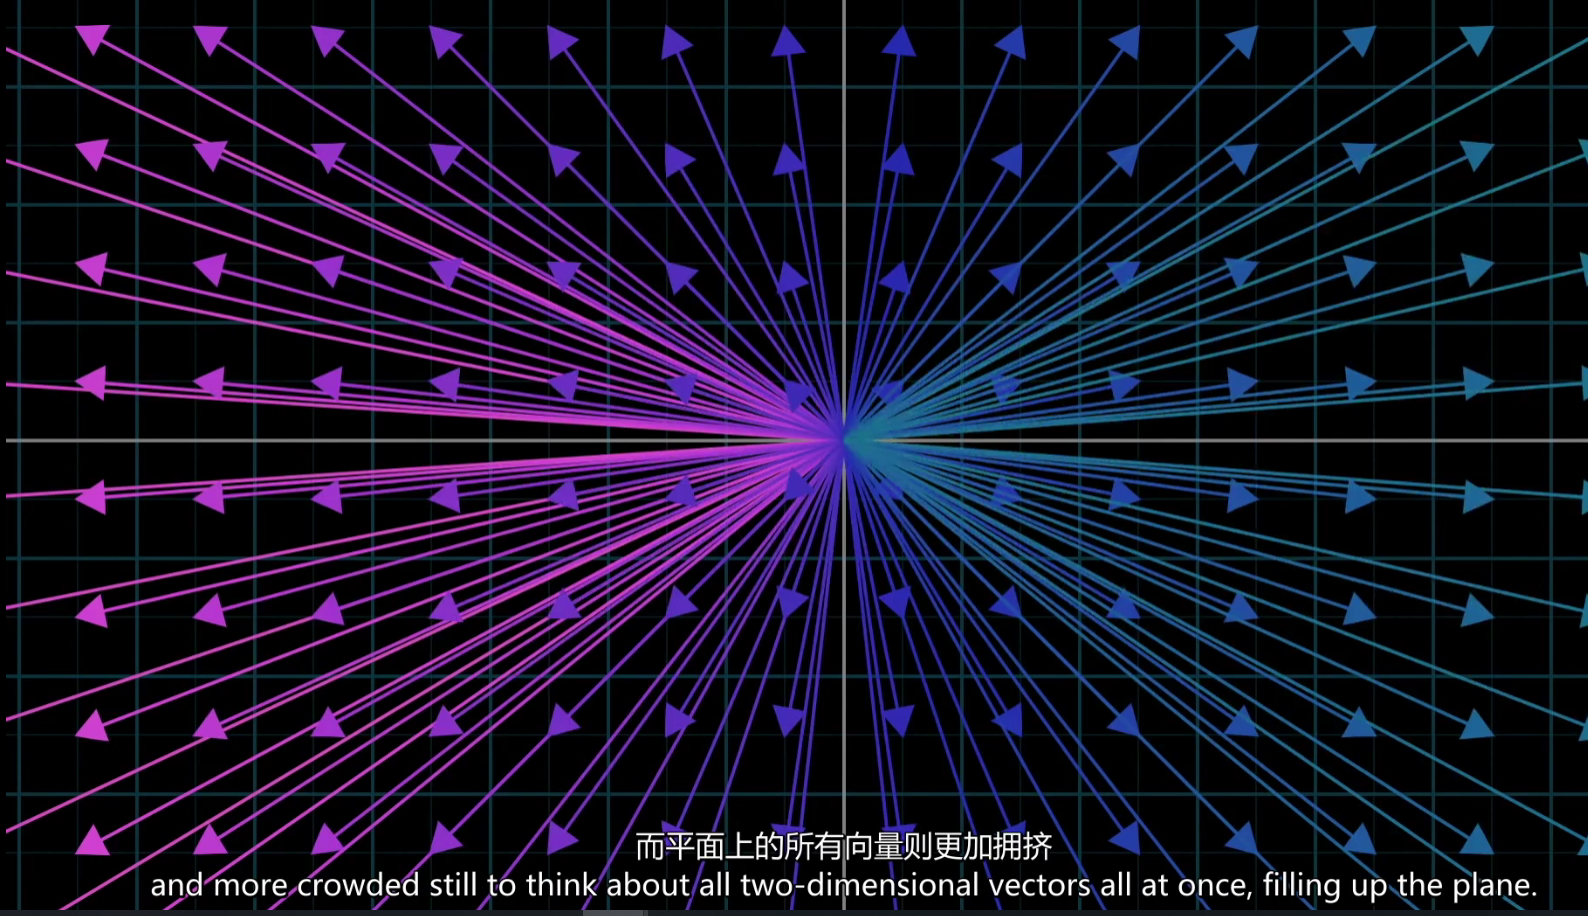 而平面上的所有向量则更加拥挤
and more crowded still to think about all two-dimensional vectors all at once, filling up the plane.